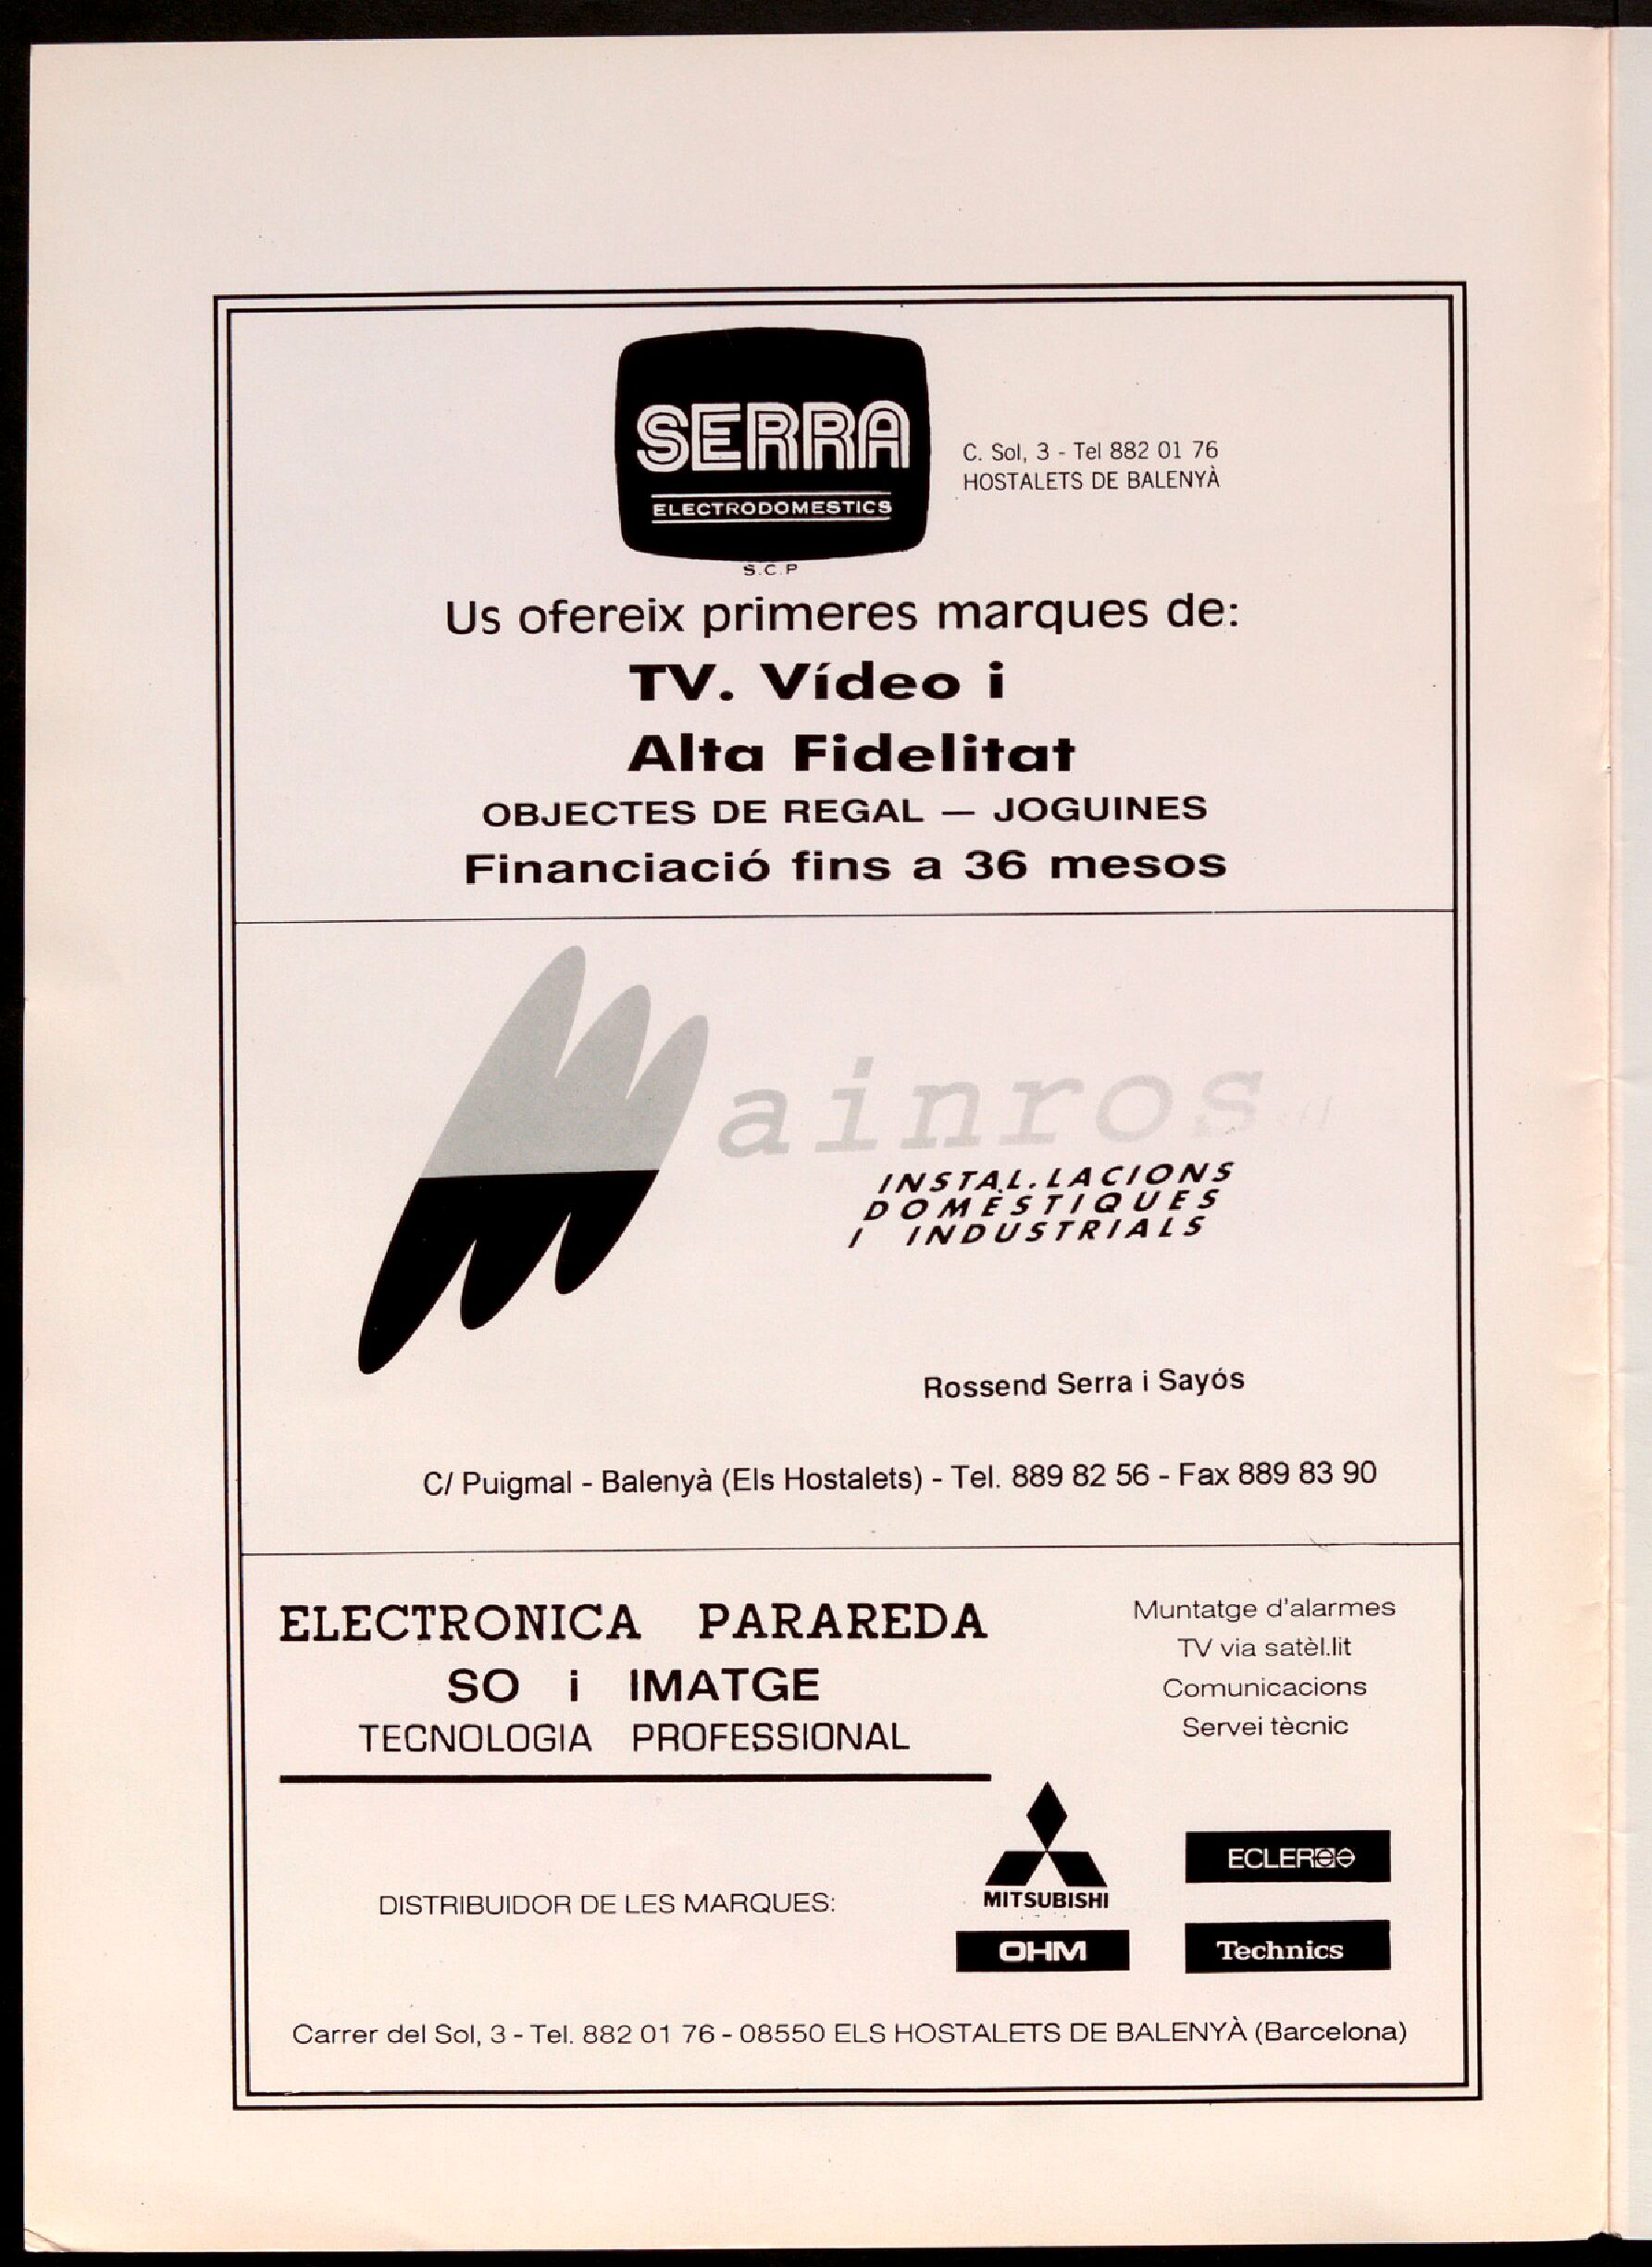 SERRA
ELECTRODOMESTICS
S.C.P
C. Sol, 3 - Tel 882 01 76
HOSTALETS DE BALENYÀ
Us ofereix primeres marques de:
TV. Vídeo i
Alta Fidelitat
OBJECTES DE REGAL — JOGUINES
Financiació fins a 36 mesos
Mainros
INSTAL.LACIONS
DOMÈSTIQUES
I INDUSTRIALS
Rossend Serra i Sayós
C/ Puigmal - Balenyà (Els Hostalets) - Tel. 889 82 56 - Fax 889 83 90
ELECTRONICA PARAREDA
SO i IMATGE
TECNOLOGIA PROFESSIONAL
Muntatge d'alarmes
TV via satèl.lit
Comunicacions
Servei tècnic
DISTRIBUIDOR DE LES MARQUES:
MITSUBISHI
ECLER
OHM
Technics
Carrer del Sol, 3 - Tel. 882 01 76 - 08550 ELS HOSTALETS DE BALENYÀ (Barcelona)